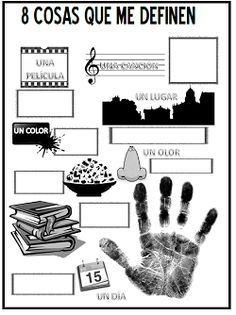 8 COSAS QUE ME DEFINEN
UNA
PELÍCULA
UNA CANCIÓN
UN LUGAR
UN COLOR
UN OLOR
15
UN DÍA